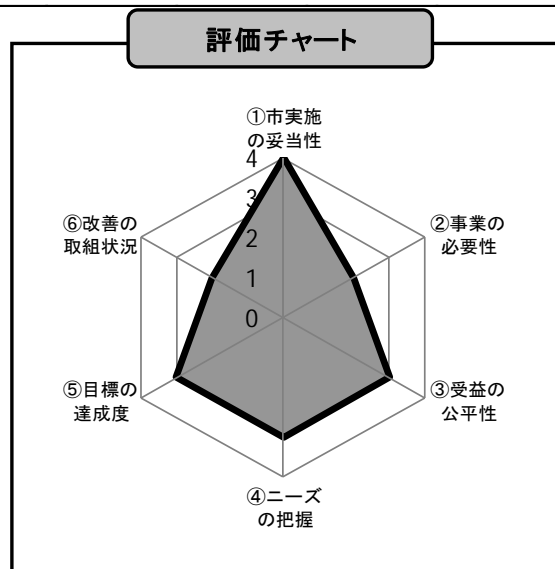 評価チャート
①市実施
の妥当性
4
3
2
1
0
②事業の
必要性
③受益の
公平性
④ニーズ
の把握
⑤目標の
達成度
⑥改善の
取組状況